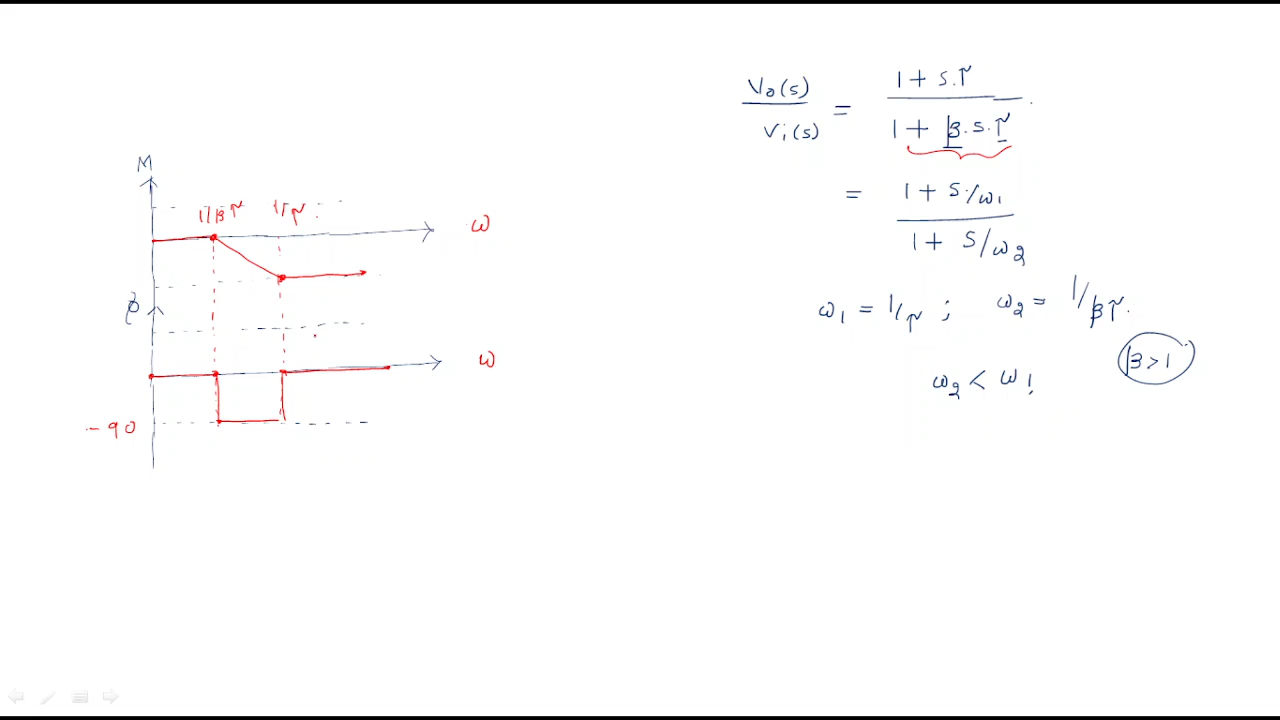 V₀(s) / Vᵢ(s) = (1 + s.τ) / (1 + β.s.τ)
= (1 + s/ω₁) / (1 + s/ω₂)
ω₁ = 1/τ ; ω₂ = 1/βτ.
β > 1
ω₂ < ω₁
M
1/βτ 1/τ
ω
φ
ω
-90